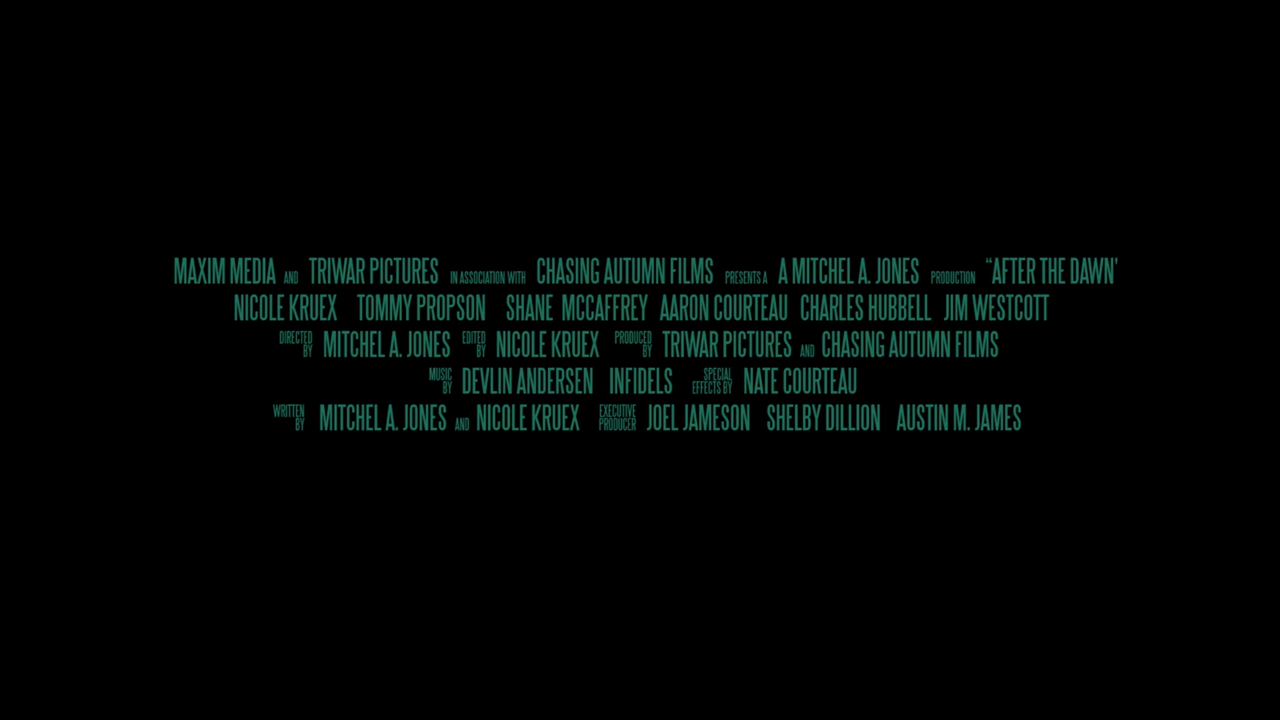 MAXIM MEDIA AND TRIWAR PICTURES IN ASSOCIATION WITH CHASING AUTUMN FILMS PRESENTS A A MITCHEL A. JONES PRODUCTION “AFTER THE DAWN'
NICOLE KRUEX TOMMY PROPSON SHANE MCCAFFREY AARON COURTEAU CHARLES HUBBELL JIM WESTCOTT
DIRECTED BY MITCHEL A. JONES EDITED BY NICOLE KRUEX PRODUCED BY TRIWAR PICTURES AND CHASING AUTUMN FILMS
MUSIC BY DEVLIN ANDERSEN INFIDELS SPECIAL EFFECTS BY NATE COURTEAU
WRITTEN BY MITCHEL A. JONES AND NICOLE KRUEX EXECUTIVE PRODUCER JOEL JAMESON SHELBY DILLION AUSTIN M. JAMES